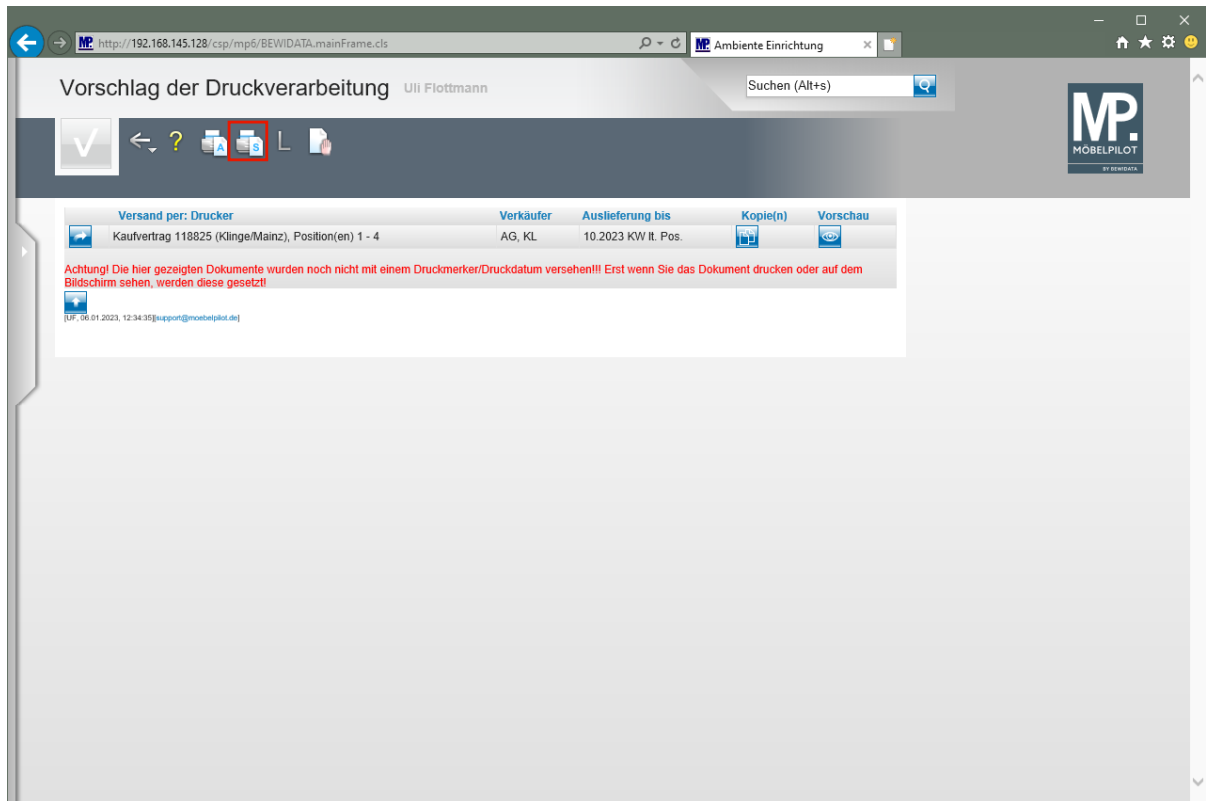 http://192.168.145.128/csp/mp6/BEWIDATA.mainFrame.cls
MP. Ambiente Einrichtung
Vorschlag der Druckverarbeitung Uli Flottmann
Suchen (Alt+s)
? A S L
MP.
MÖBELPILOT
BY BEWIDATA
Versand per: Drucker Verkäufer Auslieferung bis Kopie(n) Vorschau
Kaufvertrag 118825 (Klinge/Mainz), Position(en) 1 - 4 AG, KL 10.2023 KW lt. Pos.
Achtung! Die hier gezeigten Dokumente wurden noch nicht mit einem Druckmerker/Druckdatum versehen!!! Erst wenn Sie das Dokument drucken oder auf dem
Bildschirm sehen, werden diese gesetzt!
[UF, 06.01.2023, 12:34:35][support@moebelpilot.de]